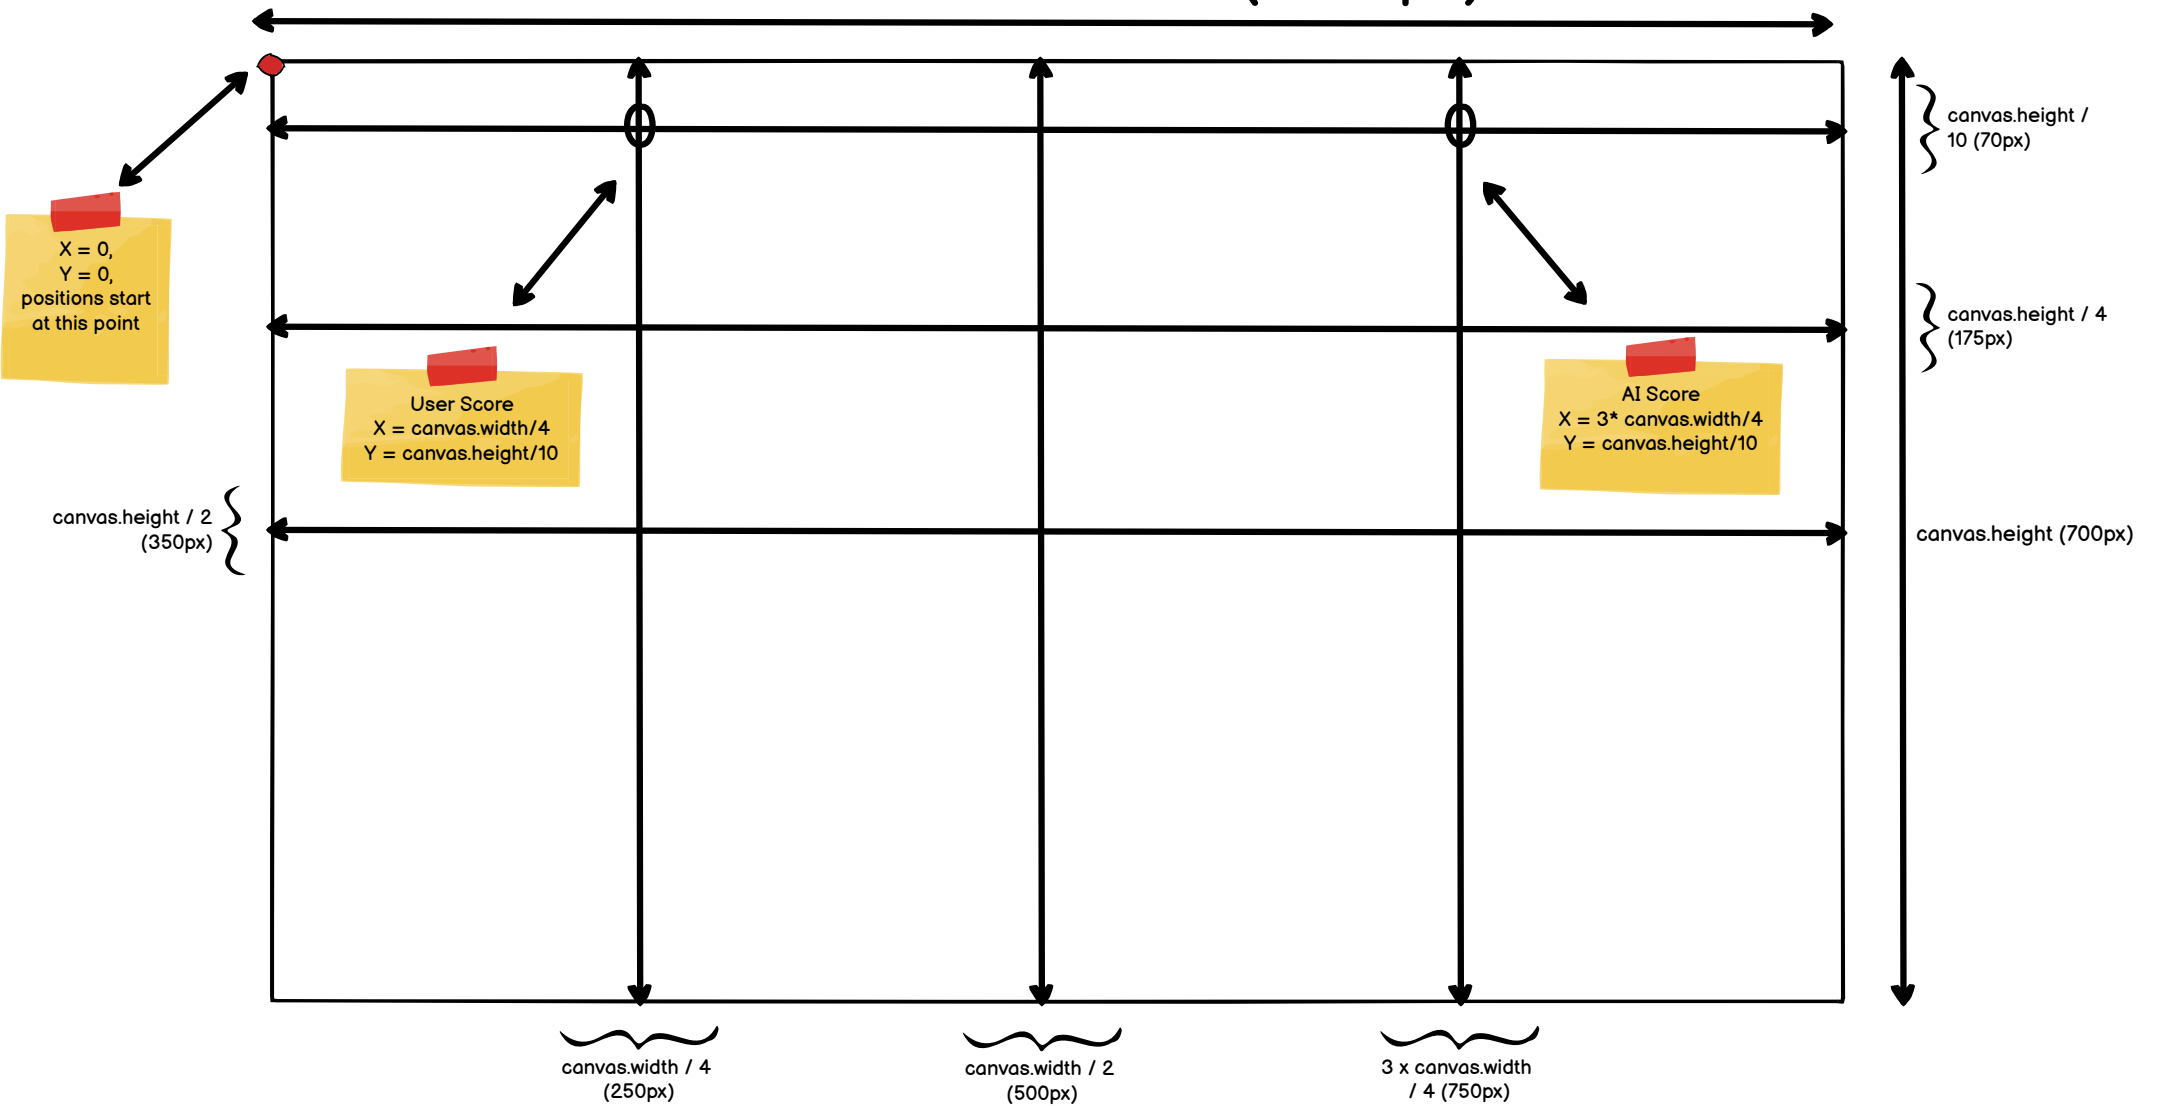 0
0
canvas.height /
10 (70px)
X = 0,
Y = 0,
positions start
at this point
canvas.height / 4
(175px)
User Score
X = canvas.width/4
Y = canvas.height/10
AI Score
X = 3* canvas.width/4
Y = canvas.height/10
canvas.height / 2
(350px)
canvas.height (700px)
canvas.width / 4
(250px)
canvas.width / 2
(500px)
3 x canvas.width
/ 4 (750px)